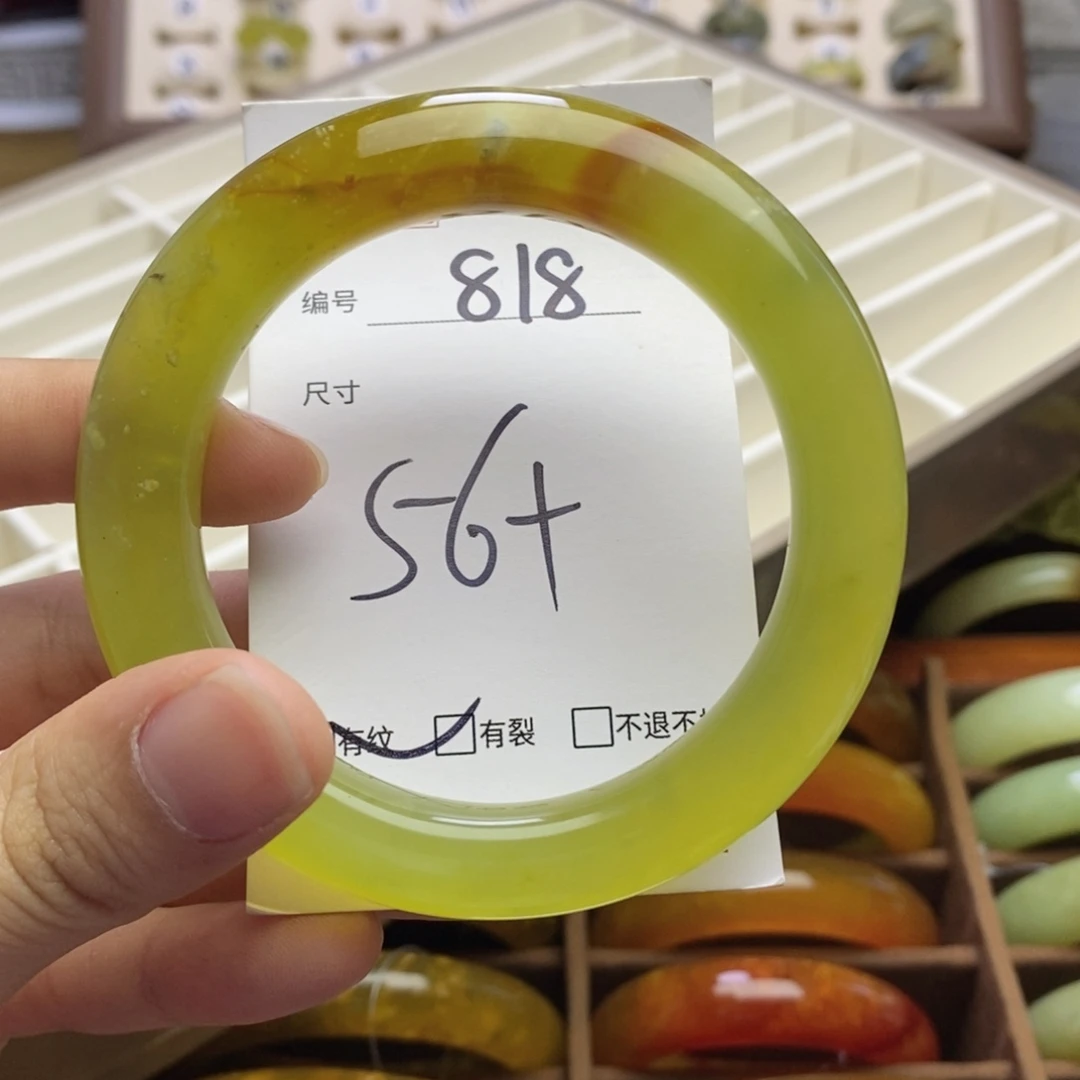 编号 818
尺寸
56+
有纹 有裂 不退不